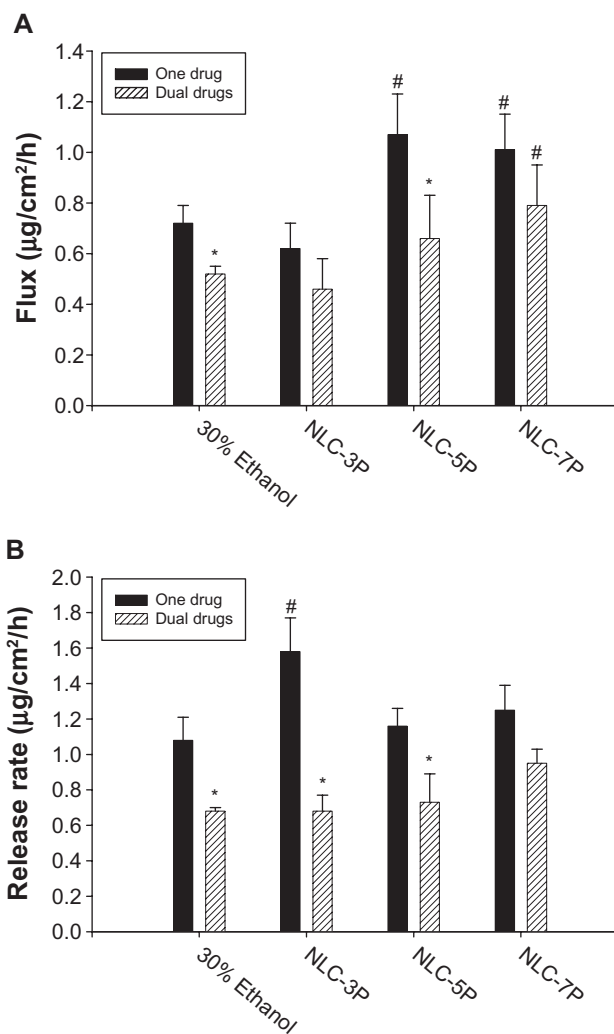 A
Flux (µg/cm²/h)
1.4
1.2
1.0
0.8
0.6
0.4
0.2
0.0
One drug
Dual drugs
*
#
*
#
#
30% Ethanol
NLC-3P
NLC-5P
NLC-7P
B
Release rate (µg/cm²/h)
2.0
1.8
1.6
1.4
1.2
1.0
0.8
0.6
0.4
0.2
0.0
One drug
Dual drugs
*
#
*
*
30% Ethanol
NLC-3P
NLC-5P
NLC-7P